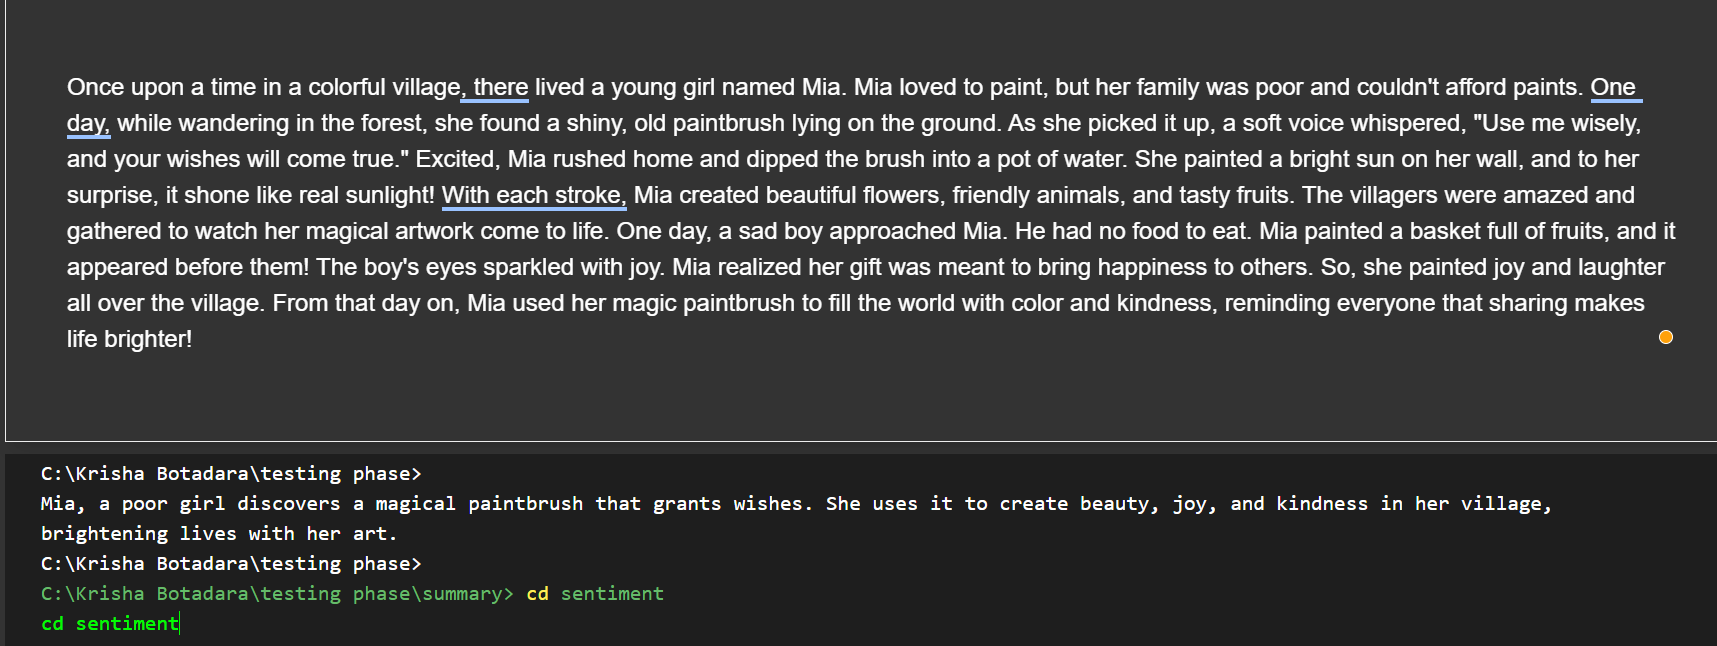 Once upon a time in a colorful village, there lived a young girl named Mia. Mia loved to paint, but her family was poor and couldn't afford paints. One
day, while wandering in the forest, she found a shiny, old paintbrush lying on the ground. As she picked it up, a soft voice whispered, "Use me wisely,
and your wishes will come true." Excited, Mia rushed home and dipped the brush into a pot of water. She painted a bright sun on her wall, and to her
surprise, it shone like real sunlight! With each stroke, Mia created beautiful flowers, friendly animals, and tasty fruits. The villagers were amazed and
gathered to watch her magical artwork come to life. One day, a sad boy approached Mia. He had no food to eat. Mia painted a basket full of fruits, and it
appeared before them! The boy's eyes sparkled with joy. Mia realized her gift was meant to bring happiness to others. So, she painted joy and laughter
all over the village. From that day on, Mia used her magic paintbrush to fill the world with color and kindness, reminding everyone that sharing makes
life brighter!
C:\Krisha Botadara\testing phase>
Mia, a poor girl discovers a magical paintbrush that grants wishes. She uses it to create beauty, joy, and kindness in her village,
brightening lives with her art.
C:\Krisha Botadara\testing phase>
C:\Krisha Botadara\testing phase\summary> cd sentiment
cd sentiment